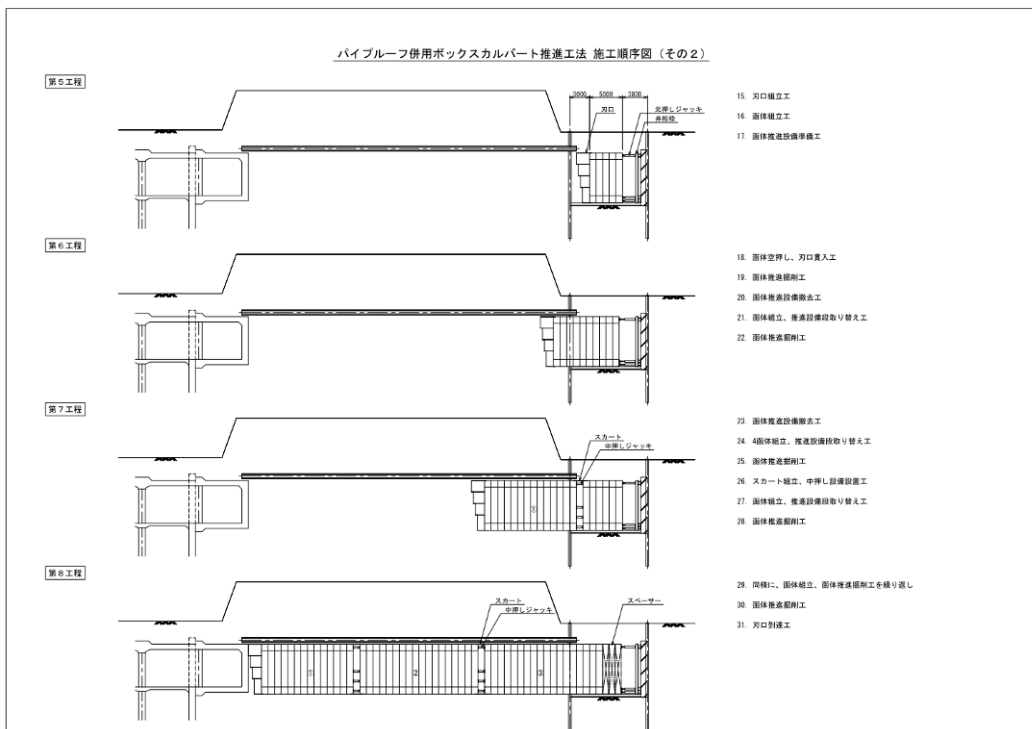 パイプルーフ併用ボックスカルバート推進工法 施工順序図（その２）
第５工程
3000 5000 3800
刃口
元押しジャッキ
15. 刃口組立工
16. 函体組立工
17. 函体推進設備準備工
第６工程
18. 函体空押し、刃口貫入工
19. 函体推進掘削工
20. 函体推進設備撤去工
21. 函体組立、推進設備段取り替え工
22. 函体推進掘削工
第７工程
スカート
中押しジャッキ
23. 函体推進設備撤去工
24. 4函体組立、推進設備段取り替え工
25. 函体推進掘削工
26. スカート組立、中押し設備設置工
27. 函体組立、推進設備段取り替え工
28. 函体推進掘削工
第８工程
スカート
中押しジャッキ
スペーサー
29. 同様に、函体組立、函体推進掘削工を繰り返し
30. 函体推進掘削工
31. 刃口到達工